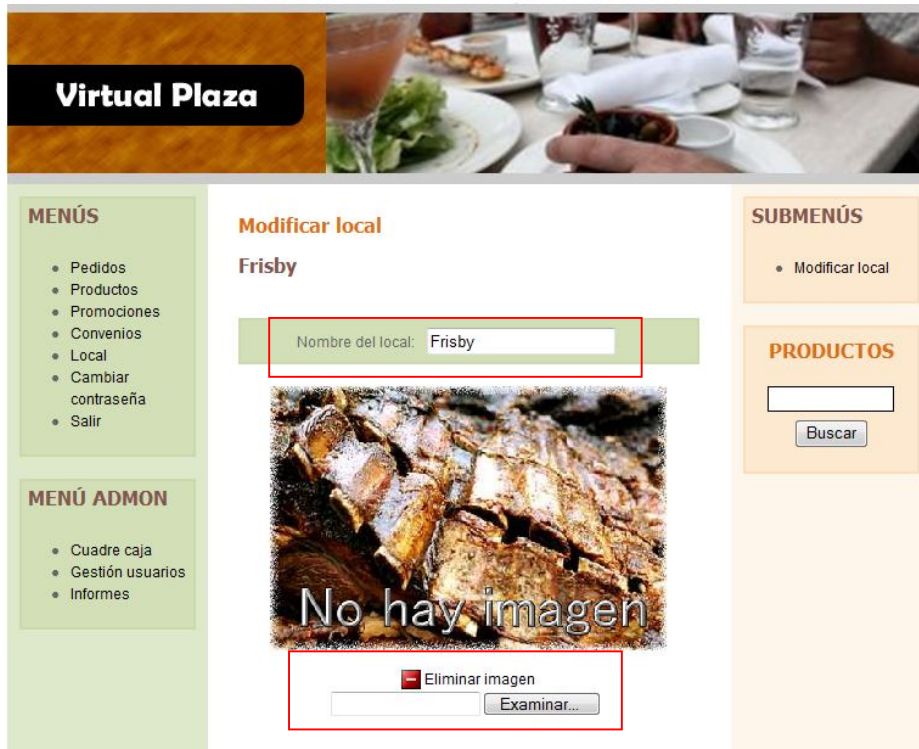 Virtual Plaza
MENÚS
Pedidos
Productos
Promociones
Convenios
Local
Cambiar
contraseña
Salir
MENÚ ADMON
Cuadre caja
Gestión usuarios
Informes
Modificar local
Frisby
Nombre del local: Frisby
No hay imagen
Eliminar imagen
Examinar...
SUBMENÚS
Modificar local
PRODUCTOS
Buscar